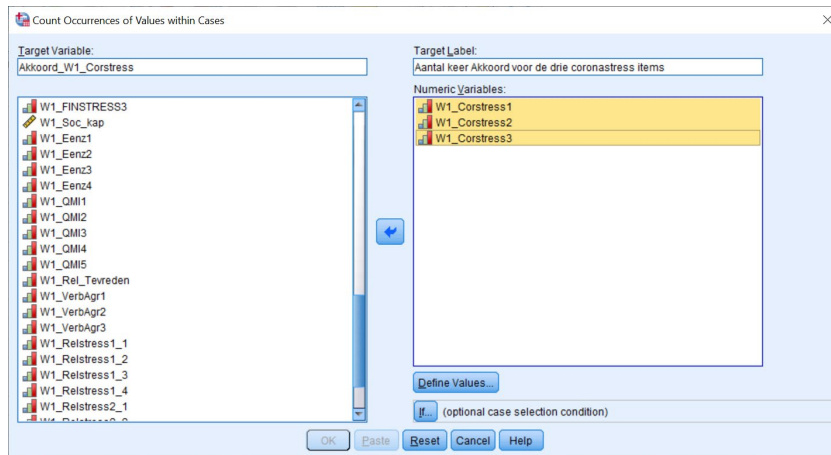 Count Occurrences of Values within Cases
Target Variable:
Akkoord_W1_Corstress
Target Label:
Aantal keer Akkoord voor de drie coronastress items
W1_FINSTRESS3
W1_Soc_kap
W1_Eenz1
W1_Eenz2
W1_Eenz3
W1_Eenz4
W1_QMI1
W1_QMI2
W1_QMI3
W1_QMI4
W1_QMI5
W1_Rel_Tevreden
W1_VerbAgr1
W1_VerbAgr2
W1_VerbAgr3
W1_Relstress1_1
W1_Relstress1_2
W1_Relstress1_3
W1_Relstress1_4
W1_Relstress2_1
Numeric Variables:
W1_Corstress1
W1_Corstress2
W1_Corstress3
Define Values...
If... (optional case selection condition)
OK Paste Reset Cancel Help